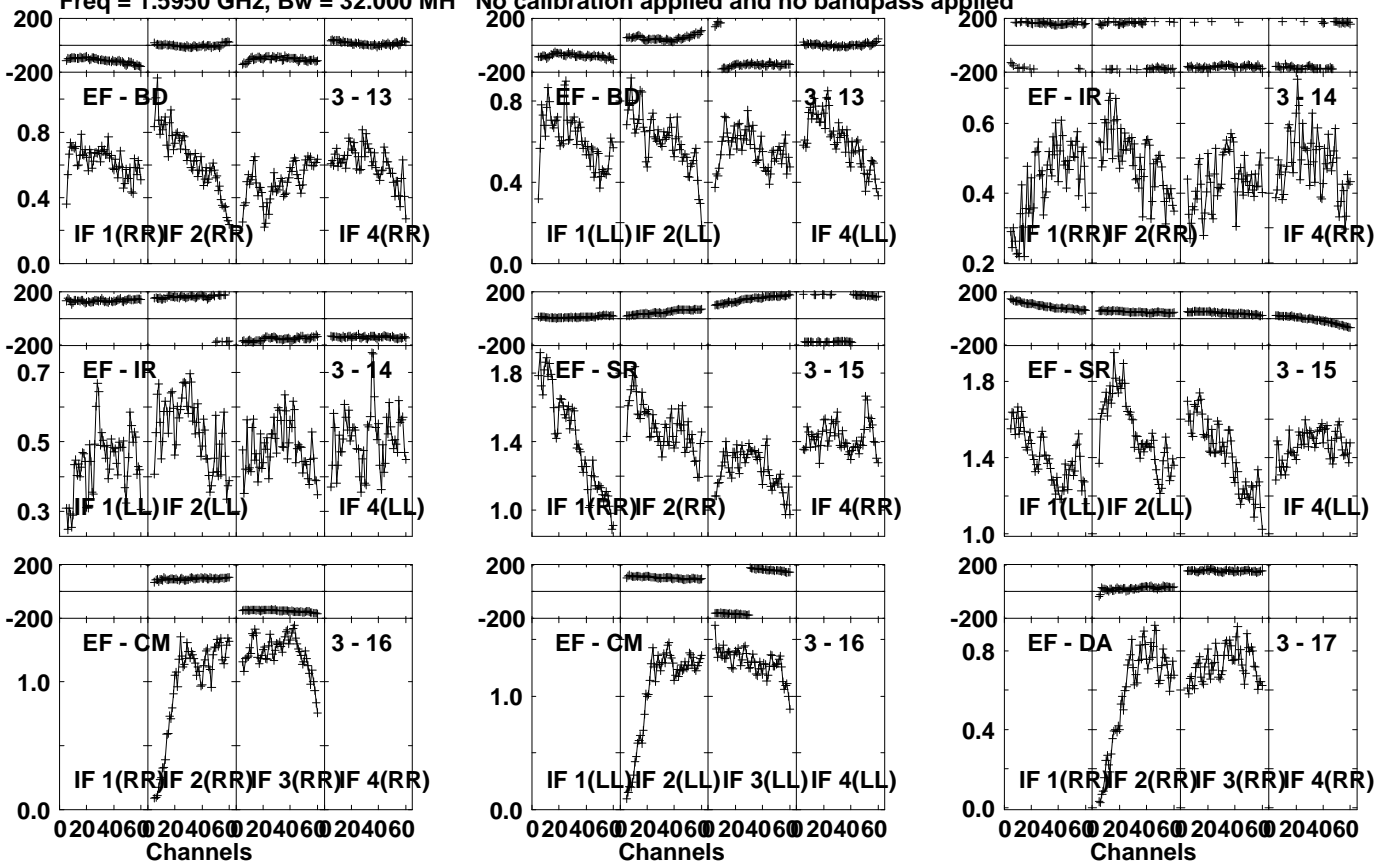 Freq = 1.5950 GHz, Bw = 32.000 MH No calibration applied and no bandpass applied
200
-200
EF - BD 3 - 13
0.8
0.4
0.0
IF 1(RR) IF 2(RR) IF 4(RR)
200
-200
EF - BD 3 - 13
0.8
0.4
0.0
IF 1(LL) IF 2(LL) IF 4(LL)
200
-200
EF - IR 3 - 14
0.6
0.4
0.2
IF 1(RR) IF 2(RR) IF 4(RR)
200
-200
EF - IR 3 - 14
0.7
0.5
0.3
IF 1(LL) IF 2(LL) IF 4(LL)
200
-200
EF - SR 3 - 15
1.8
1.4
1.0
IF 1(RR) IF 2(RR) IF 4(RR)
200
-200
EF - SR 3 - 15
1.8
1.4
1.0
IF 1(LL) IF 2(LL) IF 4(LL)
200
-200
EF - CM 3 - 16
1.0
0.0
IF 1(RR) IF 2(RR) IF 3(RR) IF 4(RR)
0 20 40 60 0 20 40 60 0 20 40 60 0 20 40 60
Channels
200
-200
EF - CM 3 - 16
1.0
0.0
IF 1(LL) IF 2(LL) IF 3(LL) IF 4(LL)
0 20 40 60 0 20 40 60 0 20 40 60 0 20 40 60
Channels
200
-200
EF - DA 3 - 17
0.8
0.4
0.0
IF 1(RR) IF 2(RR) IF 3(RR) IF 4(RR)
0 20 40 60 0 20 40 60 0 20 40 60 0 20 40 60
Channels